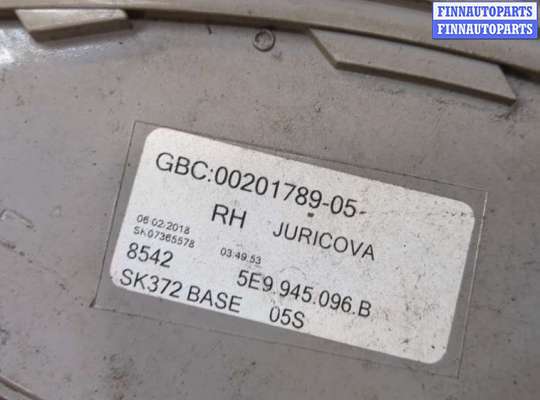 FINNAUTOPARTS
FINNAUTOPARTS
GBC:00201789-05
RH JURICOVA
06/02/2018 03:49:53
SK07365578
8542 5E9.945.096.B
SK372 BASE 05S